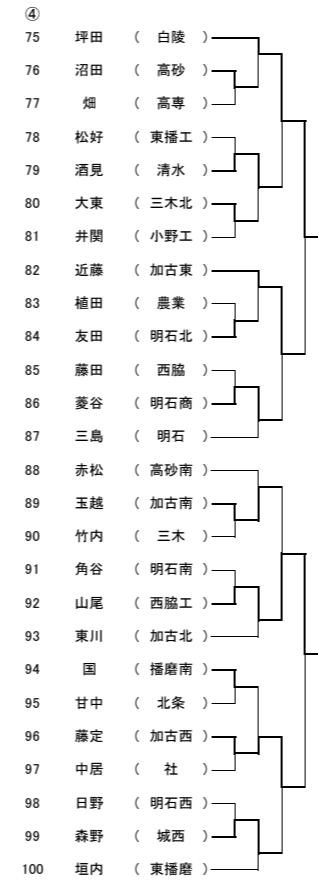 ④
75 坪田 ( 白陵 )
76 沼田 ( 高砂 )
77 畑 ( 高専 )
78 松好 ( 東播工 )
79 酒見 ( 清水 )
80 大東 ( 三木北 )
81 井関 ( 小野工 )
82 近藤 ( 加古東 )
83 植田 ( 農業 )
84 友田 ( 明石北 )
85 藤田 ( 西脇 )
86 菱谷 ( 明石商 )
87 三島 ( 明石 )
88 赤松 ( 高砂南 )
89 玉越 ( 加古南 )
90 竹内 ( 三木 )
91 角谷 ( 明石南 )
92 山尾 ( 西脇工 )
93 東川 ( 加古北 )
94 国 ( 播磨南 )
95 甘中 ( 北条 )
96 藤定 ( 加古西 )
97 中居 ( 社 )
98 日野 ( 明石西 )
99 森野 ( 城西 )
100 垣内 ( 東播磨 )